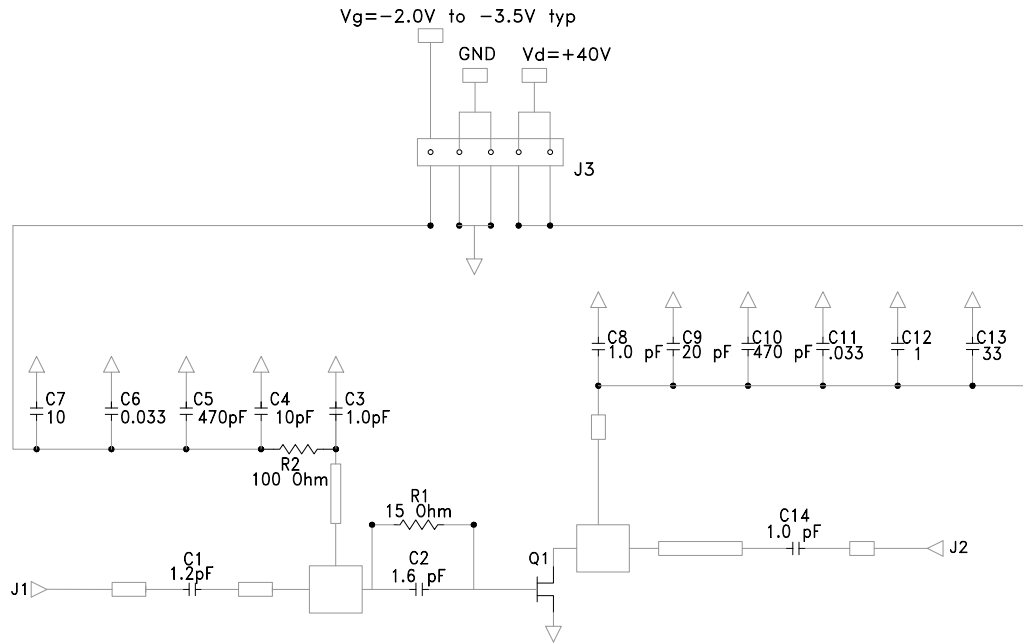 Vg=-2.0V to -3.5V typ
GND
Vd=+40V
J3
C8
1.0 pF
C9
20 pF
C10
470 pF
C11
.033
C12
1
C13
33
C7
10
C6
0.033
C5
470pF
C4
10pF
C3
1.0pF
R2
100 Ohm
R1
15 Ohm
C14
1.0 pF
J2
C1
1.2pF
C2
1.6 pF
Q1
J1